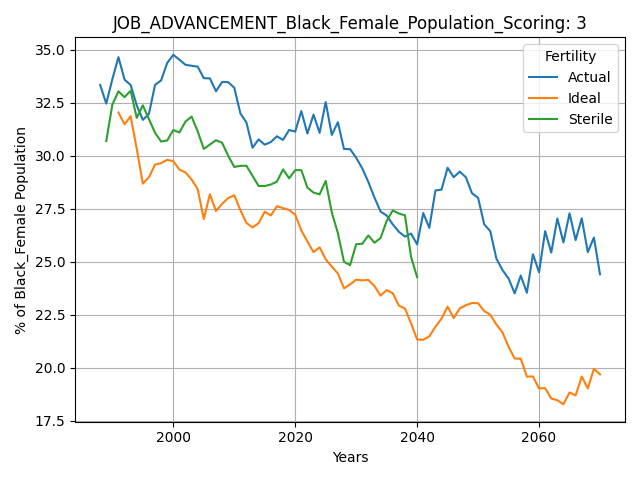 JOB_ADVANCEMENT_Black_Female_Population_Scoring: 3
Fertility
Actual
Ideal
Sterile
% of Black_Female Population
35.0
32.5
30.0
27.5
25.0
22.5
20.0
17.5
2000
2020
2040
2060
Years